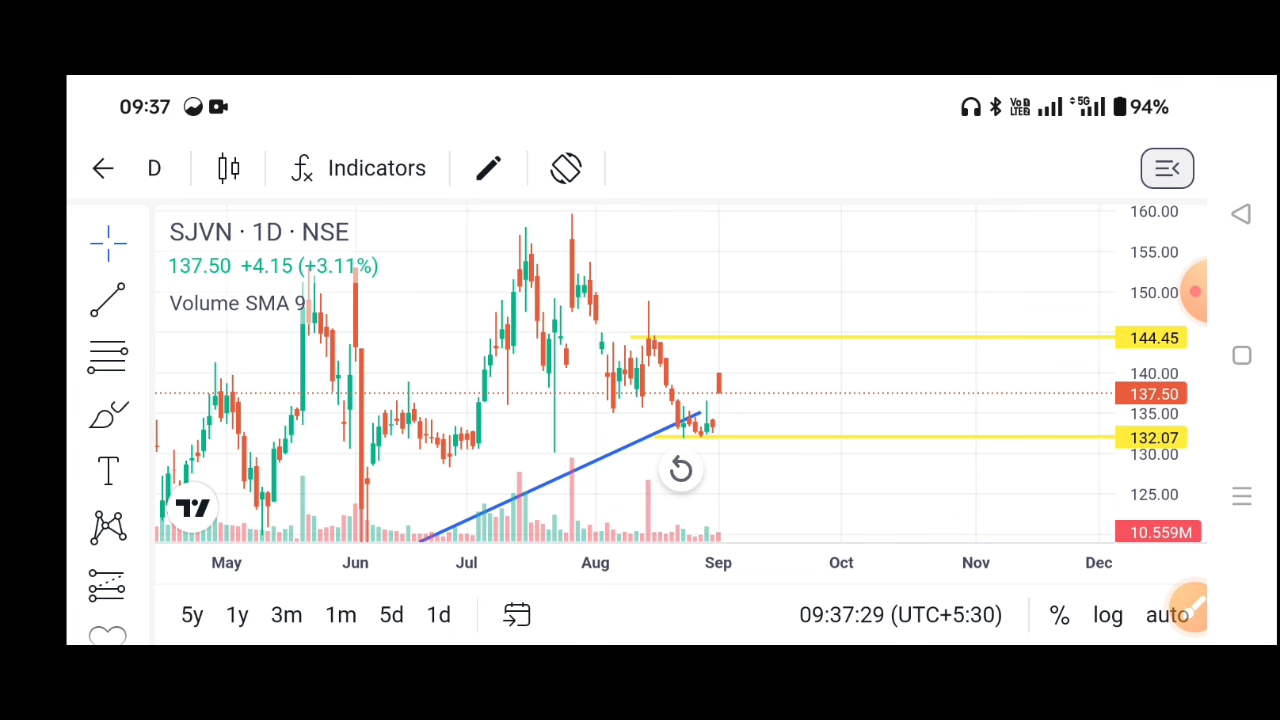 09:37 VoD LTE2 5G 94%
D Indicators
SJVN · 1D · NSE
137.50 +4.15 (+3.11%)
Volume SMA 9
160.00
155.00
150.00
144.45
140.00
137.50
135.00
132.07
130.00
125.00
10.559M
May Jun Jul Aug Sep Oct Nov Dec
5y 1y 3m 1m 5d 1d 09:37:29 (UTC+5:30) % log auto